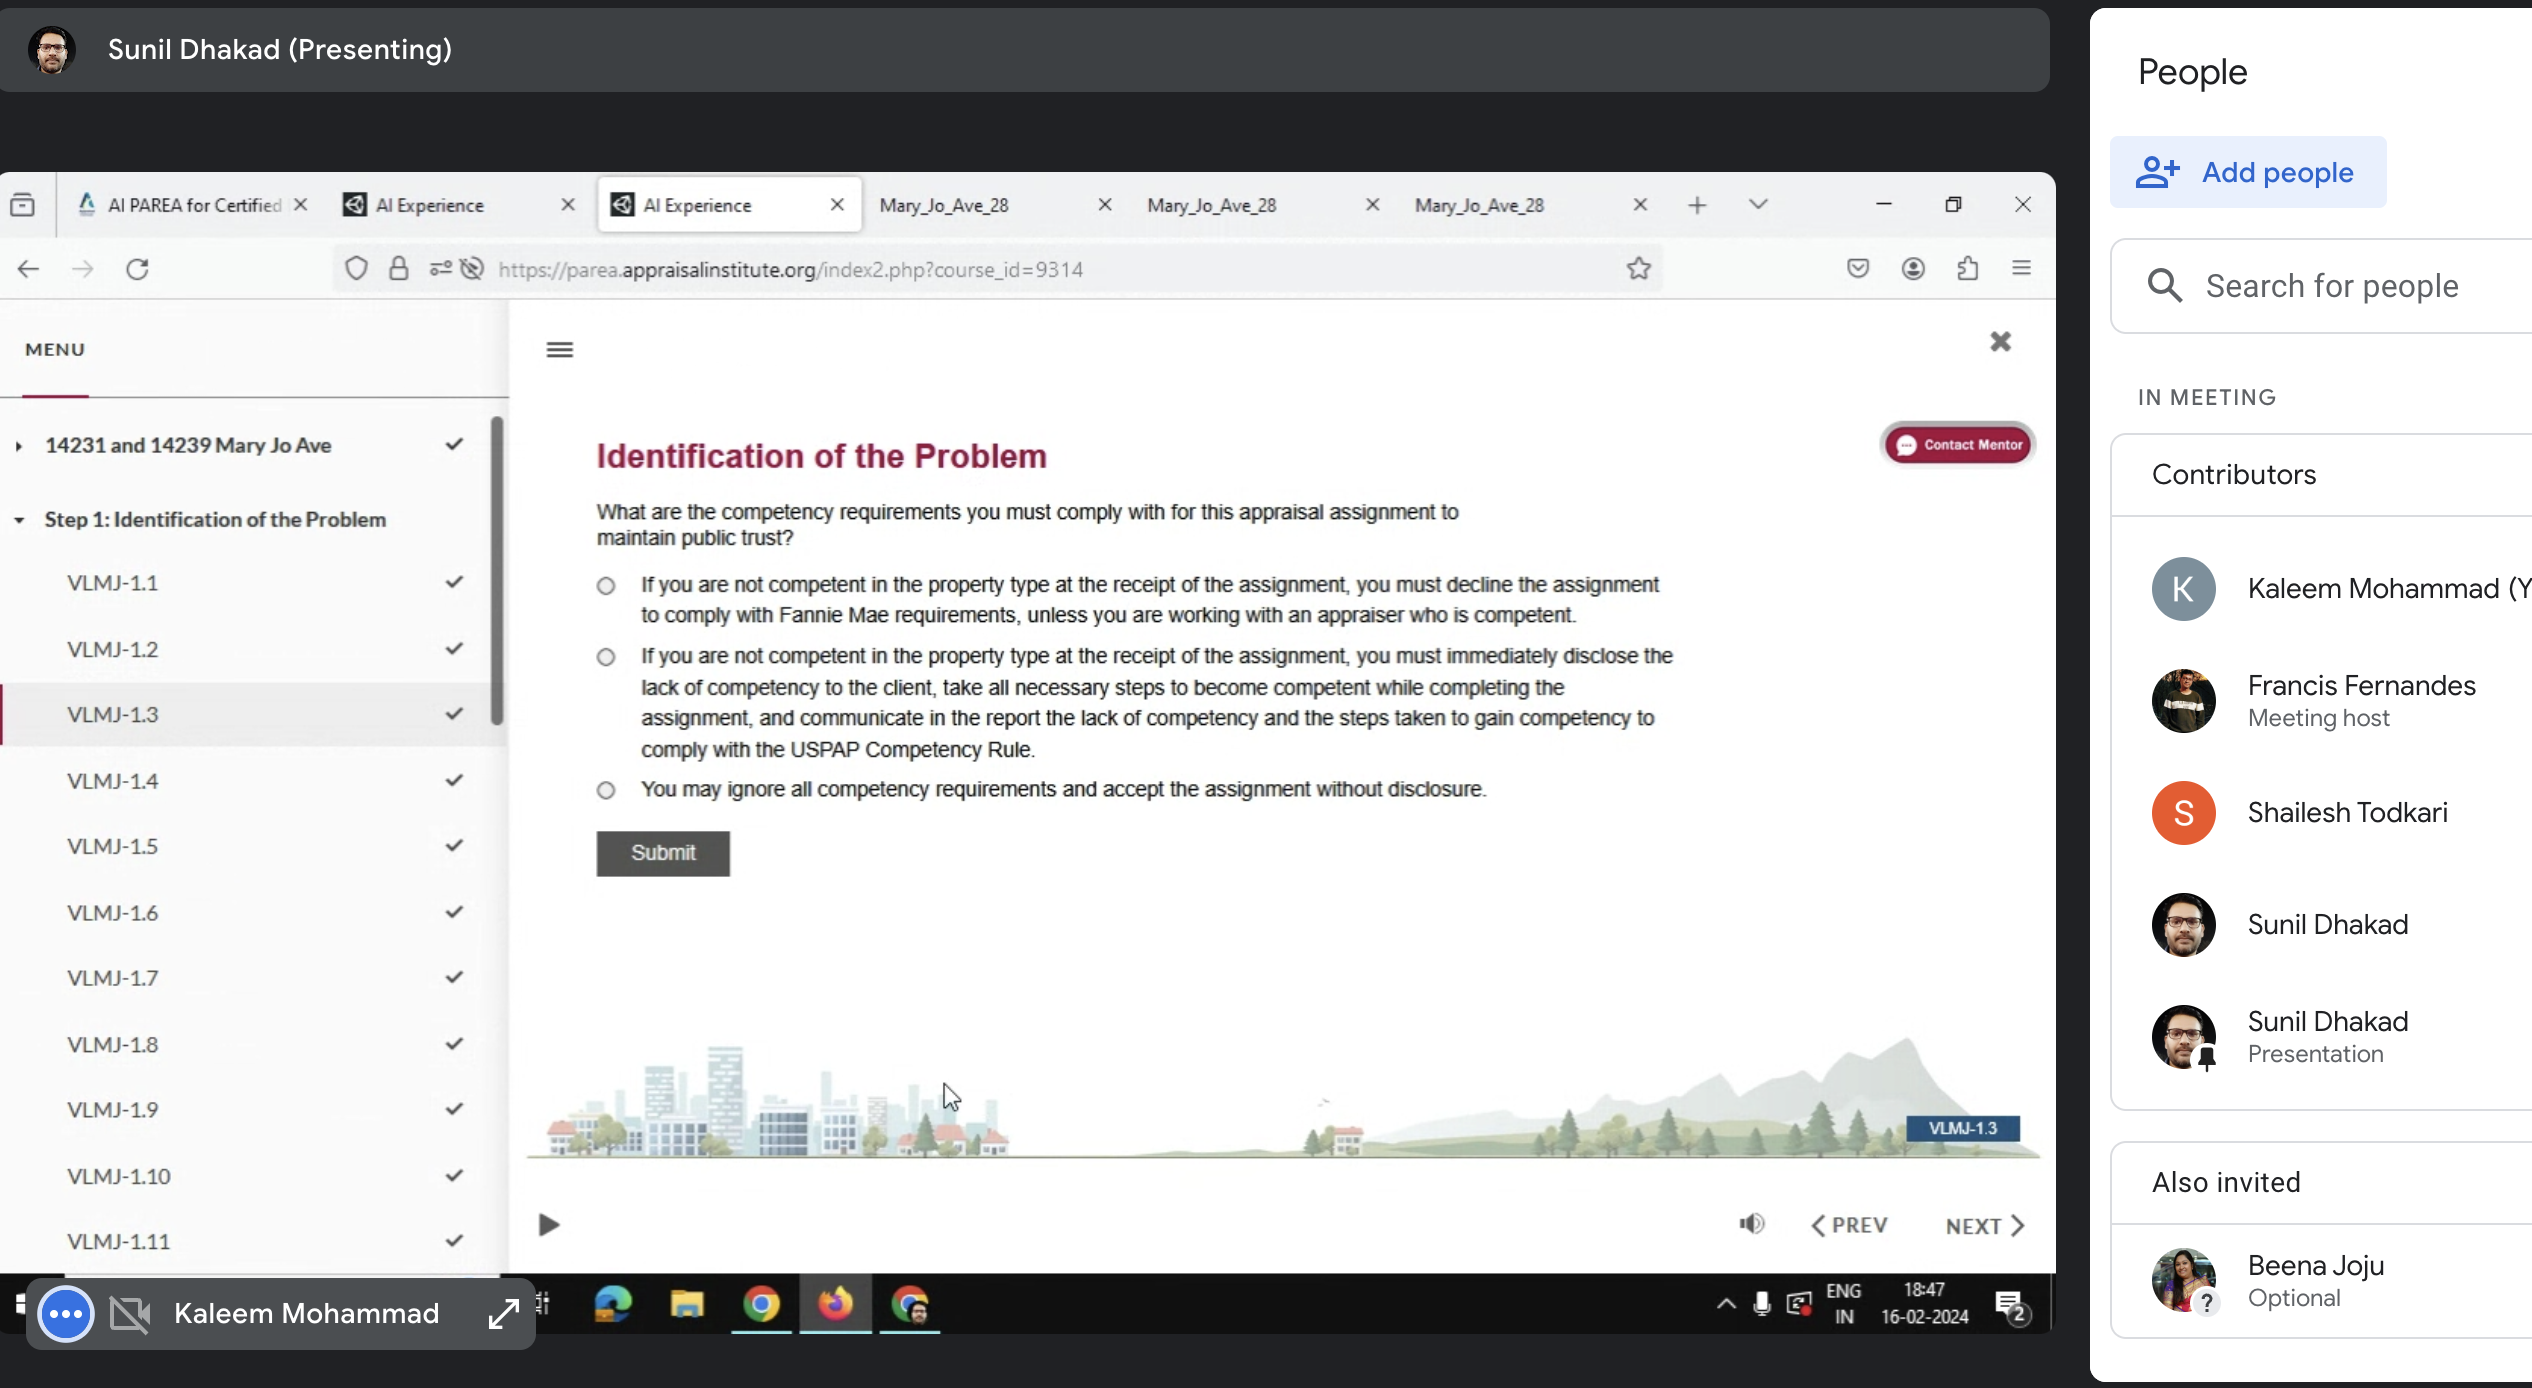 Sunil Dhakad (Presenting)
AI PAREA for Certified
AI Experience
AI Experience
Mary_Jo_Ave_28
Mary_Jo_Ave_28
Mary_Jo_Ave_28
https://parea.appraisalinstitute.org/index2.php?course_id=9314
MENU
14231 and 14239 Mary Jo Ave
Step 1: Identification of the Problem
VLMJ-1.1
VLMJ-1.2
VLMJ-1.3
VLMJ-1.4
VLMJ-1.5
VLMJ-1.6
VLMJ-1.7
VLMJ-1.8
VLMJ-1.9
VLMJ-1.10
VLMJ-1.11
Contact Mentor
Identification of the Problem
What are the competency requirements you must comply with for this appraisal assignment to
maintain public trust?
If you are not competent in the property type at the receipt of the assignment, you must decline the assignment
to comply with Fannie Mae requirements, unless you are working with an appraiser who is competent.
If you are not competent in the property type at the receipt of the assignment, you must immediately disclose the
lack of competency to the client, take all necessary steps to become competent while completing the
assignment, and communicate in the report the lack of competency and the steps taken to gain competency to
comply with the USPAP Competency Rule.
You may ignore all competency requirements and accept the assignment without disclosure.
Submit
VLMJ-1.3
PREV
NEXT
Kaleem Mohammad
ENG
IN
18:47
16-02-2024
2
People
Add people
Search for people
IN MEETING
Contributors
K
Kaleem Mohammad (Y
Francis Fernandes
Meeting host
S
Shailesh Todkari
Sunil Dhakad
Sunil Dhakad
Presentation
Also invited
Beena Joju
Optional